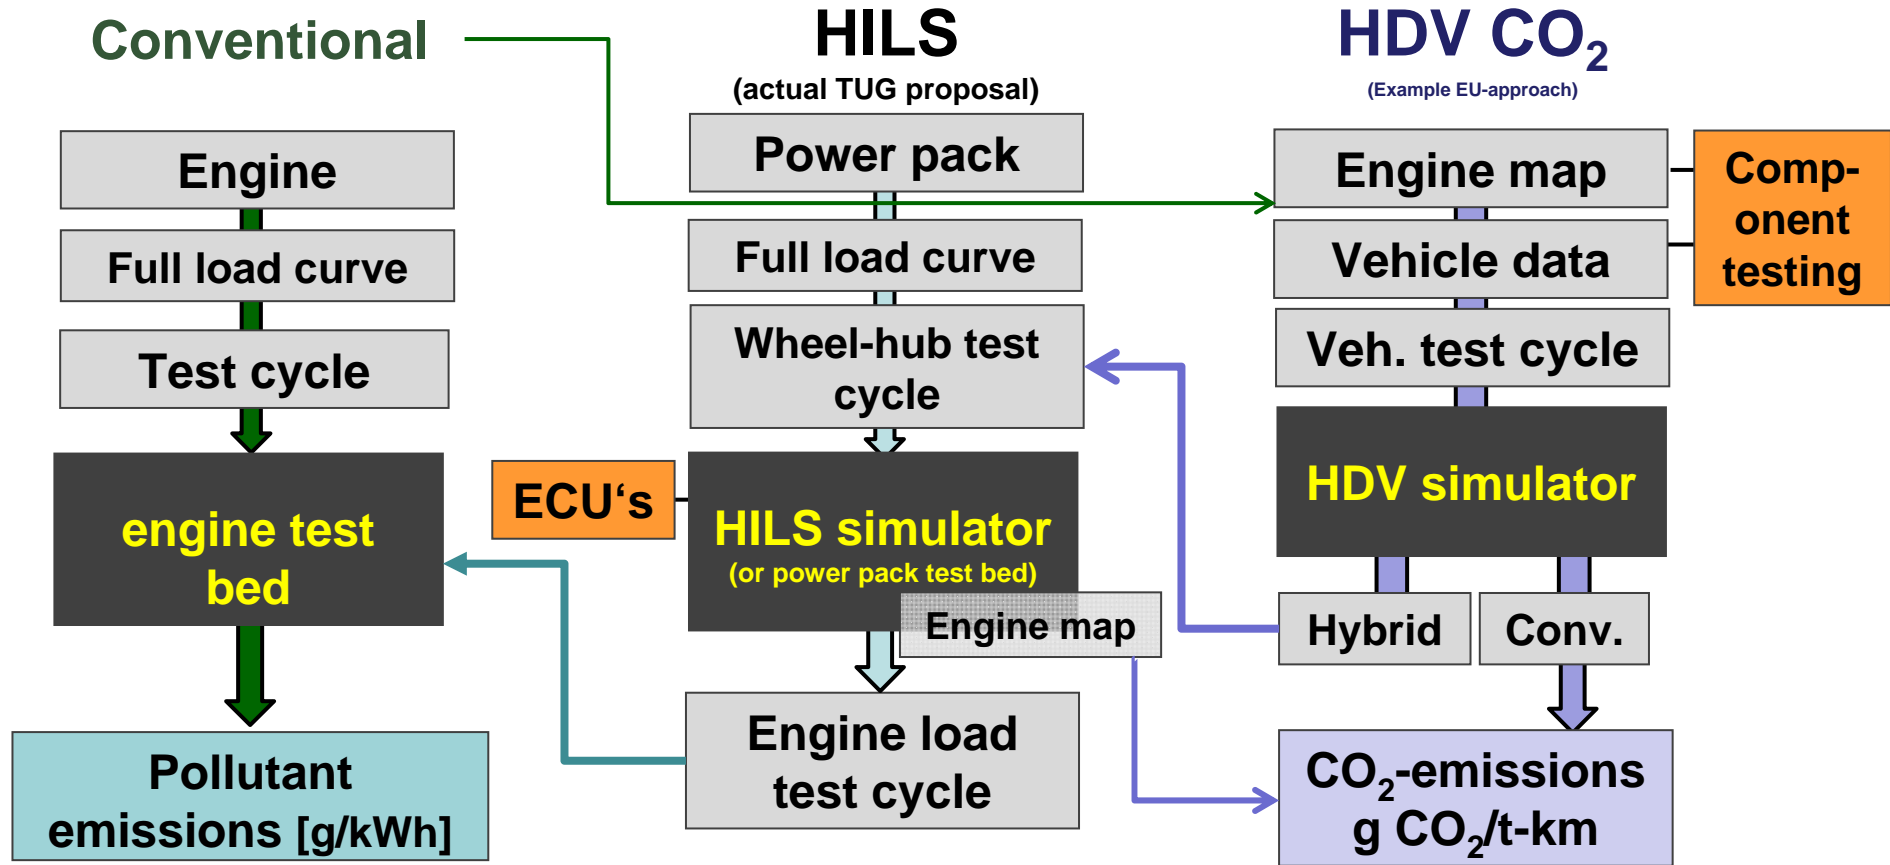 Conventional
Engine
Full load curve
Test cycle
engine test
bed
Pollutant
emissions [g/kWh]
HILS
(actual TUG proposal)
Power pack
Full load curve
Wheel-hub test
cycle
ECU‘s
HILS simulator
(or power pack test bed)
Engine map
Engine load
test cycle
HDV CO₂
(Example EU-approach)
Engine map
Vehicle data
Comp-
onent
testing
Veh. test cycle
HDV simulator
Hybrid
Conv.
CO₂-emissions
g CO₂/t-km